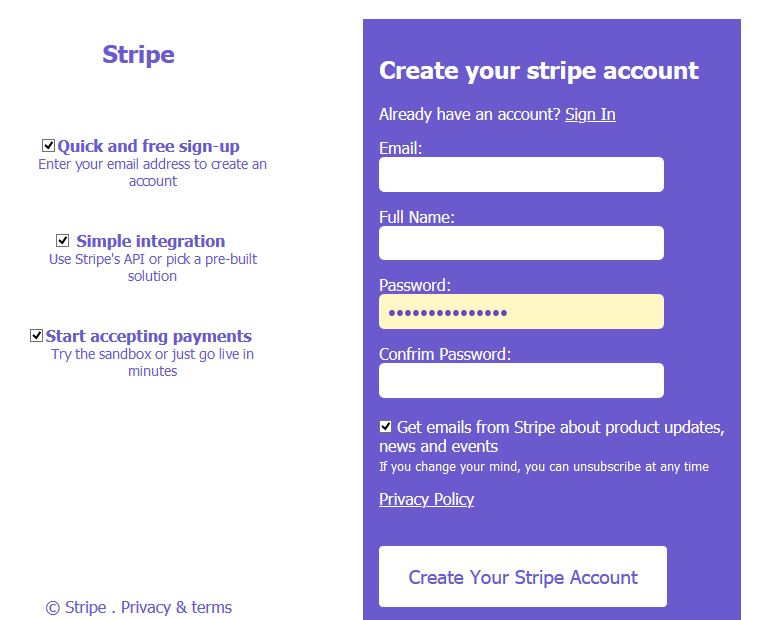 Stripe
Quick and free sign-up
Enter your email address to create an
account
Simple integration
Use Stripe's API or pick a pre-built
solution
Start accepting payments
Try the sandbox or just go live in
minutes
© Stripe . Privacy & terms
Create your stripe account
Already have an account? Sign In
Email:
Full Name:
Password:
•••••••••••••••
Confrim Password:
Get emails from Stripe about product updates,
news and events
If you change your mind, you can unsubscribe at any time
Privacy Policy
Create Your Stripe Account